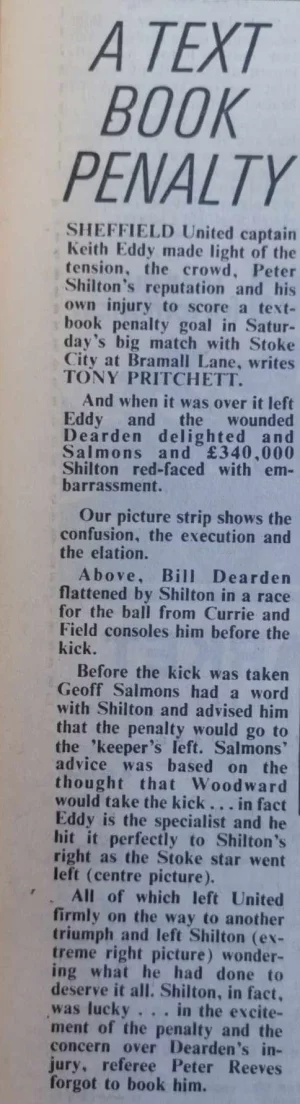 A TEXT
BOOK
PENALTY
SHEFFIELD United captain
Keith Eddy made light of the
tension, the crowd, Peter
Shilton's reputation and his
own injury to score a text-
book penalty goal in Satur-
day's big match with Stoke
City at Bramall Lane, writes
TONY PRITCHETT.
And when it was over it left
Eddy and the wounded
Dearden delighted and
Salmons and £340,000
Shilton red-faced with em-
barrassment.
Our picture strip shows the
confusion, the execution and
the elation.
Above, Bill Dearden
flattened by Shilton in a race
for the ball from Currie and
Field consoles him before the
kick.
Before the kick was taken
Geoff Salmons had a word
with Shilton and advised him
that the penalty would go to
the 'keeper's left. Salmons'
advice was based on the
thought that Woodward
would take the kick . . . in fact
Eddy is the specialist and he
hit it perfectly to Shilton's
right as the Stoke star went
left (centre picture).
All of which left United
firmly on the way to another
triumph and left Shilton (ex-
treme right picture) wonder-
ing what he had done to
deserve it all. Shilton, in fact,
was lucky . . . in the excite-
ment of the penalty and the
concern over Dearden's in-
jury, referee Peter Reeves
forgot to book him.